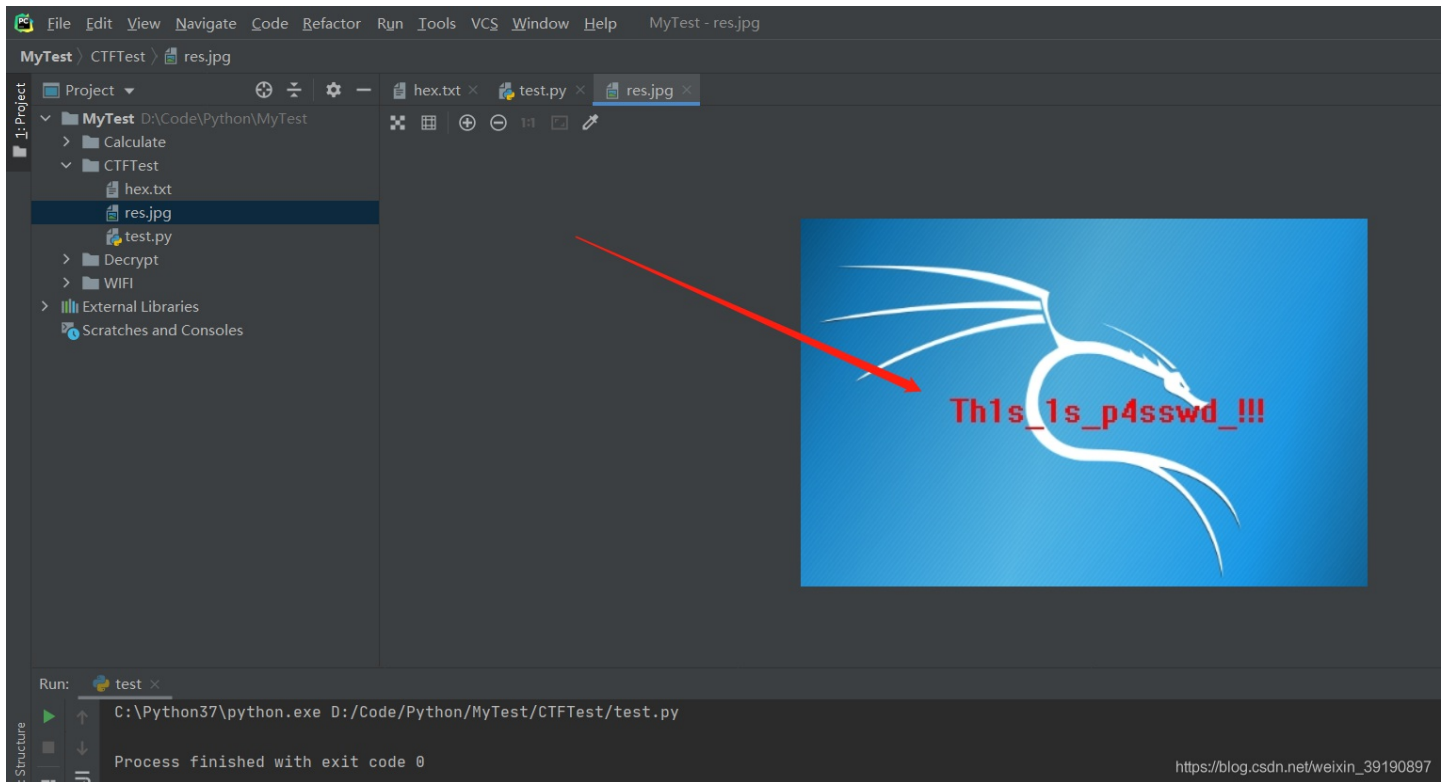 File Edit View Navigate Code Refactor Run Tools VCS Window Help MyTest - res.jpg
MyTest 〉 CTFTest 〉 res.jpg
1: Project
Project
MyTest D:\Code\Python\MyTest
Calculate
CTFTest
hex.txt
res.jpg
test.py
Decrypt
WIFI
External Libraries
Scratches and Consoles
hex.txt × test.py × res.jpg ×
1:1
Th1s_1s_p4sswd_!!!
Run: test ×
C:\Python37\python.exe D:/Code/Python/MyTest/CTFTest/test.py
Process finished with exit code 0
Structure
https://blog.csdn.net/weixin_39190897